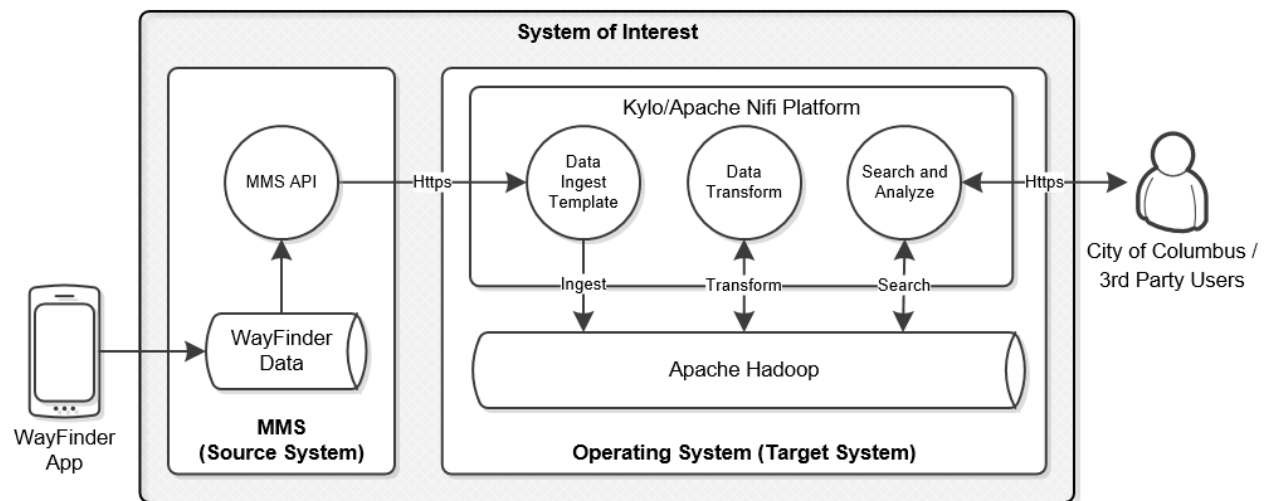 System of Interest
Kylo/Apache Nifi Platform
MMS API
Https
Data
Ingest
Template
Data
Transform
Search and
Analyze
Https
City of Columbus /
3rd Party Users
Ingest
Transform
Search
WayFinder
Data
Apache Hadoop
WayFinder
App
MMS
(Source System)
Operating System (Target System)